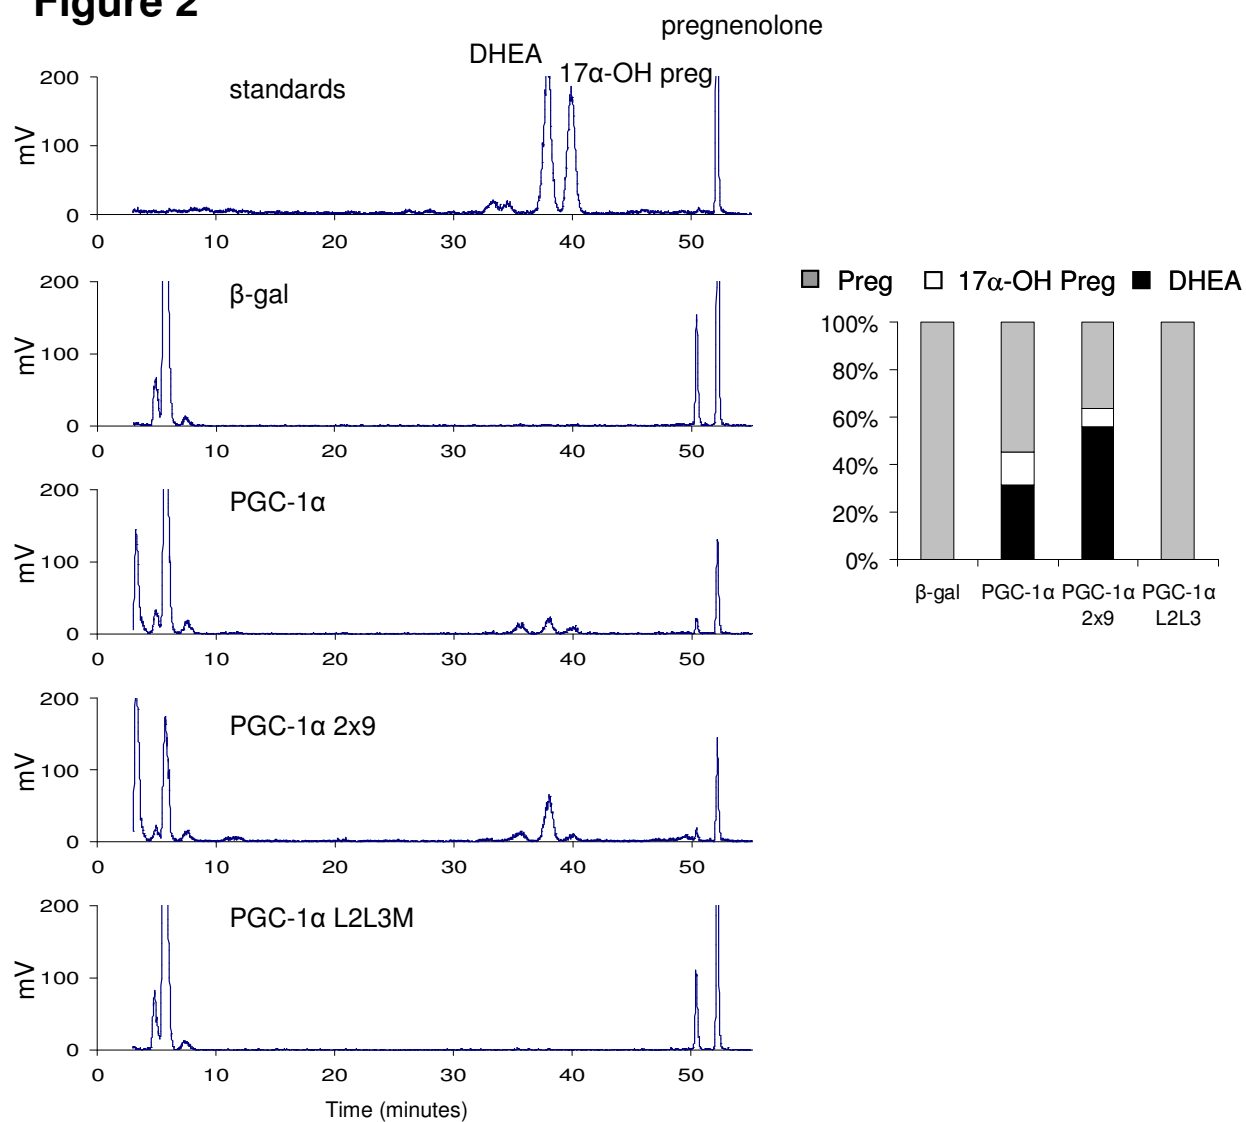 Figure 2
pregnenolone
DHEA
17α-OH preg
standards
mV
200
100
0
0 10 20 30 40 50
β-gal
mV
200
100
0
0 10 20 30 40 50
PGC-1α
mV
200
100
0
0 10 20 30 40 50
PGC-1α 2x9
mV
200
100
0
0 10 20 30 40 50
PGC-1α L2L3M
mV
200
100
0
0 10 20 30 40 50
Time (minutes)
Preg 17α-OH Preg DHEA
100%
80%
60%
40%
20%
0%
β-gal PGC-1α PGC-1α PGC-1α
2x9 L2L3